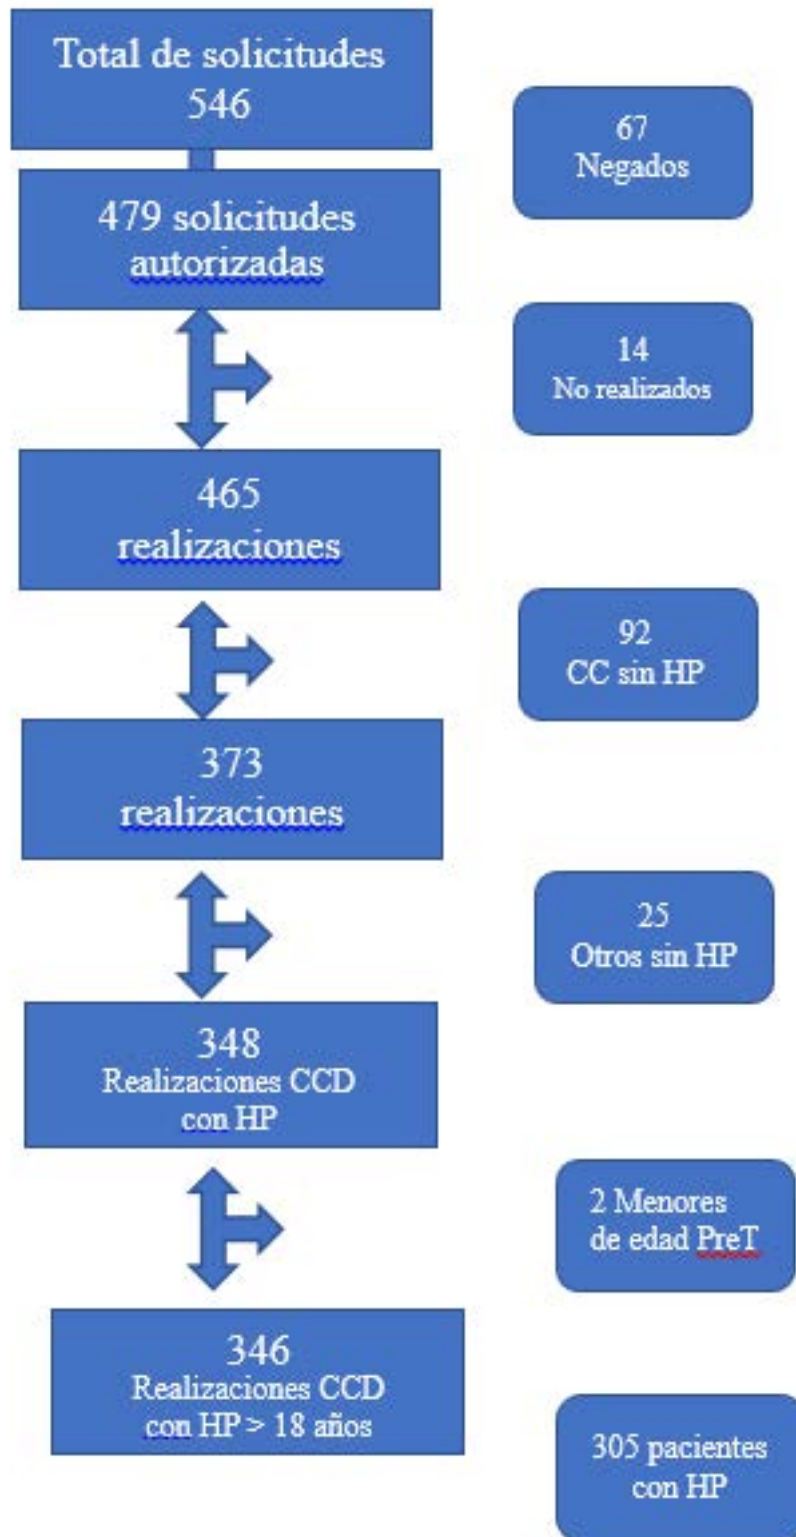 Total de solicitudes
546
67
Negados
479 solicitudes
autorizadas
14
No realizados
465
realizaciones
92
CC sin HP
373
realizaciones
25
Otros sin HP
348
Realizaciones CCD
con HP
2 Menores
de edad PreT
346
Realizaciones CCD
con HP > 18 años
305 pacientes
con HP